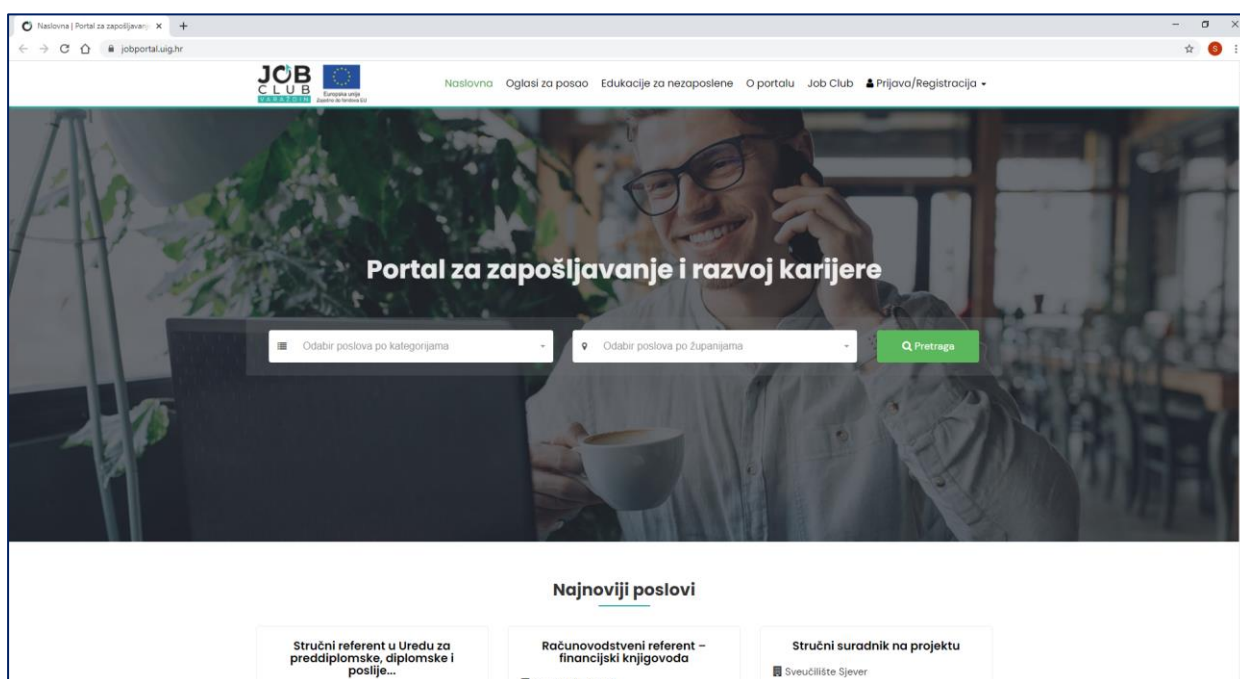 Naslovna | Portal za zapošljavanj
jobportal.uig.hr
S
JOB
CLUB
VARAŽDIN
Europska unija
Naslovna Oglasi za posao Edukacije za nezaposlene O portalu Job Club Prijava/Registracija
Portal za zapošljavanje i razvoj karijere
Odabir poslova po kategorijama
Odabir poslova po županijama
Pretraga
Najnoviji poslovi
Stručni referent u Uredu za
preddiplomske, diplomske i
poslije...
Računovodstveni referent –
financijski knjigovođa
Stručni suradnik na projektu
Sveučilište Sjever